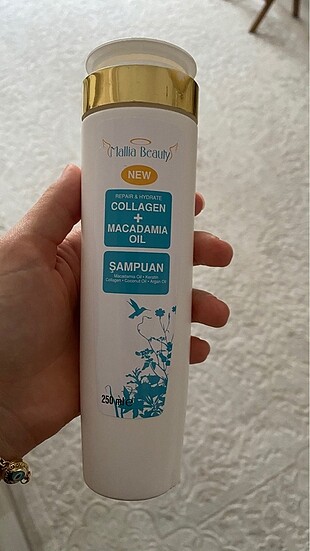 Mallia Beauty
NEW
REPAIR & HYDRATE
COLLAGEN
+
MACADAMIA
OIL
ŞAMPUAN
Macadamia Oil • Keratin
Collagen • Coconut Oil • Argan Oil
250 ml